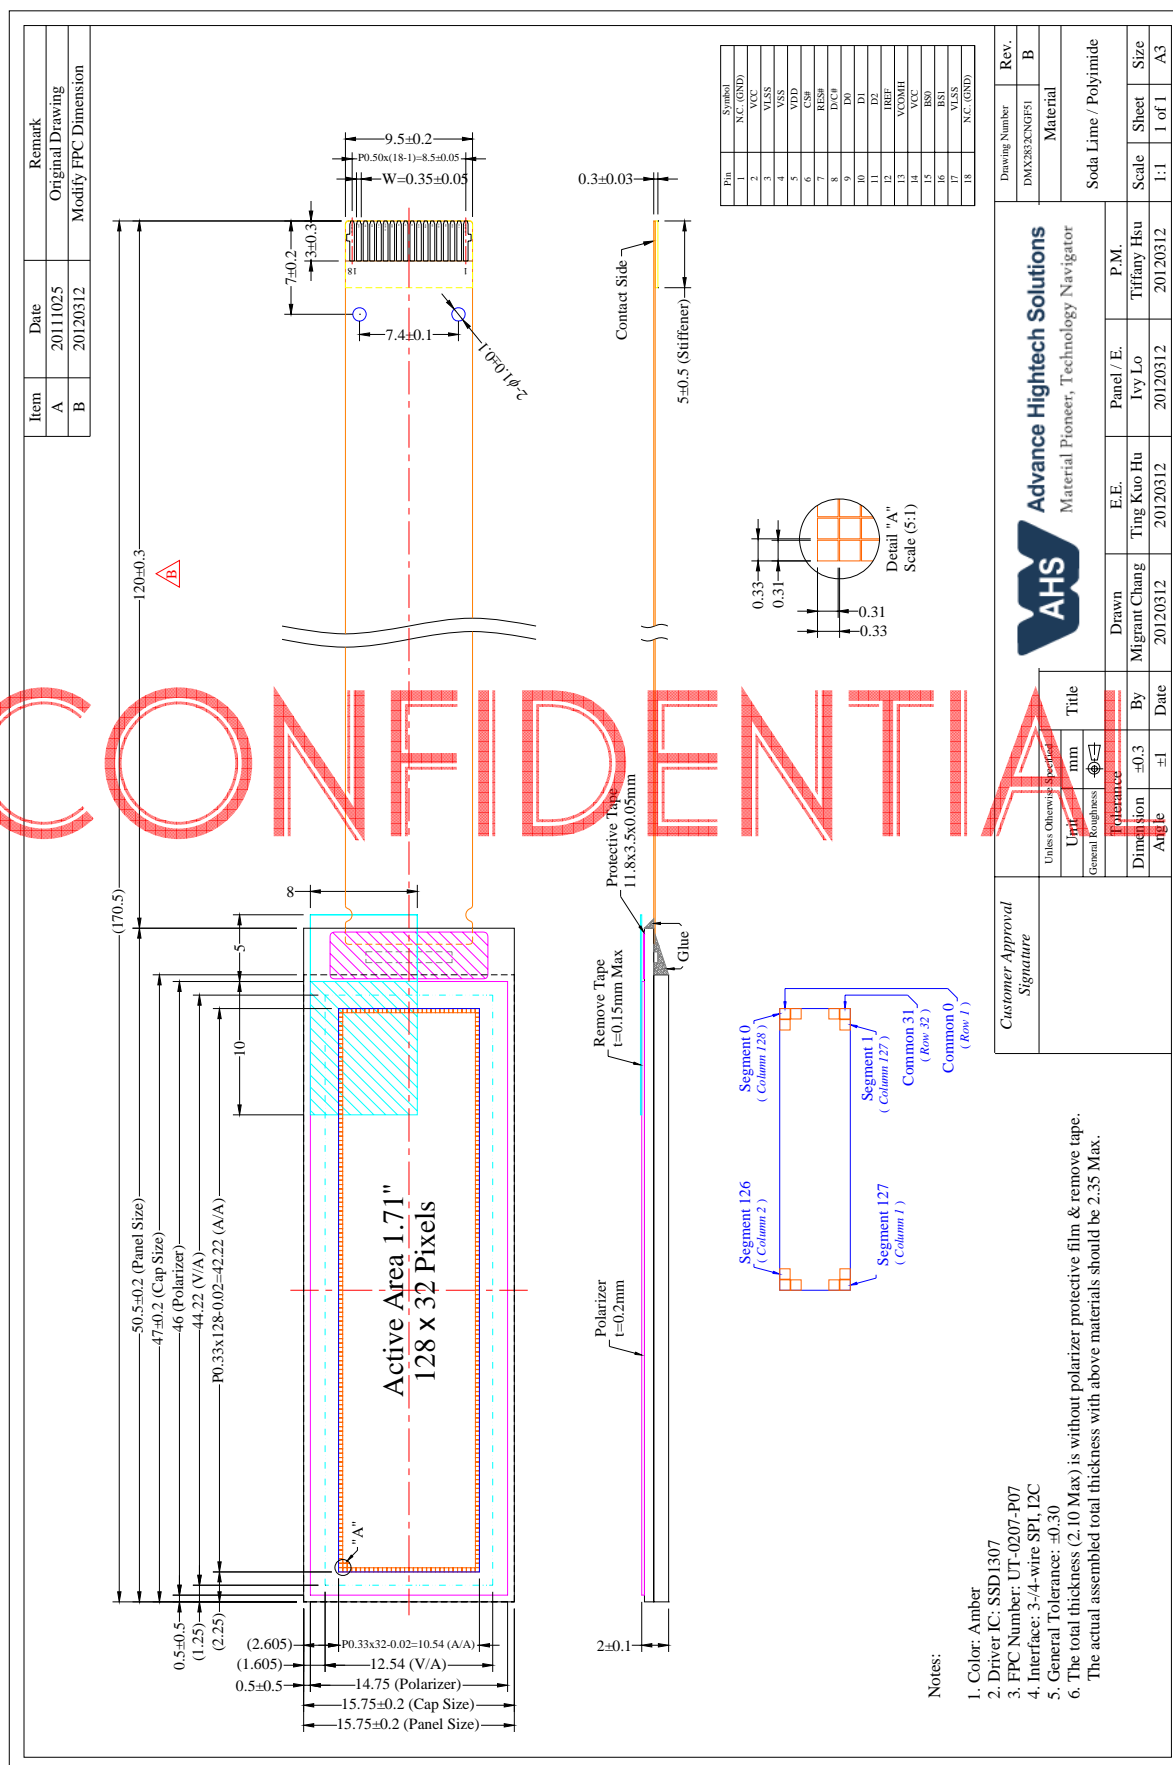 Item Date Remark
A 20111025 Original Drawing
B 20120312 Modify FPC Dimension
(170.5)
120±0.3
B
50.5±0.2 (Panel Size)
47±0.2 (Cap Size)
46 (Polarizer)
44.22 (V/A)
P0.33x128-0.02=42.22 (A/A)
0.5±0.5
(1.25)
(2.25)
10
5
8
7±0.2
3±0.3
9.5±0.2
P0.50x(18-1)=8.5±0.05
W=0.35±0.05
18
1
7.4±0.1
2-φ1.0±0.1
"A"
Active Area 1.71"
128 x 32 Pixels
(2.605)
P0.33x32-0.02=10.54 (A/A)
(1.605)
12.54 (V/A)
0.5±0.5
14.75 (Polarizer)
15.75±0.2 (Cap Size)
15.75±0.2 (Panel Size)
CONFIDENTIAL
Polarizer
t=0.2mm
Remove Tape
t=0.15mm Max
Protective Tape
11.8x3.5x0.05mm
Glue
2±0.1
Contact Side
0.3±0.03
5±0.5 (Stiffener)
Segment 126
( Column 2 )
Segment 0
( Column 128 )
Segment 127
( Column 1 )
Segment 1
( Column 127 )
Common 31
( Row 32 )
Common 0
( Row 1 )
0.33
0.31
0.31
0.33
Detail "A"
Scale (5:1)
Pin Symbol
1 N.C. (GND)
2 VCC
3 VLSS
4 VSS
5 VDD
6 CS#
7 RES#
8 D/C#
9 D0
10 D1
11 D2
12 IREF
13 VCOMH
14 VCC
15 BS0
16 BS1
17 VLSS
18 N.C. (GND)
Notes:
1. Color: Amber
2. Driver IC: SSD1307
3. FPC Number: UT-0207-P07
4. Interface: 3-/4-wire SPI, I2C
5. General Tolerance: ±0.30
6. The total thickness (2.10 Max) is without polarizer protective film & remove tape.
The actual assembled total thickness with above materials should be 2.35 Max.
Customer Approval
Signature
Unless Otherwise Specified
Unit mm
General Roughness
Tolerance
Dimension ±0.3
Angle ±1
Title
AHS
Advance Hightech Solutions
Material Pioneer, Technology Navigator
Drawn E.E. Panel / E. P.M.
By Migrant Chang Ting Kuo Hu Ivy Lo Tiffany Hsu
Date 20120312 20120312 20120312 20120312
Drawing Number Rev.
DMX2832CNGF51 B
Material
Soda Lime / Polyimide
Scale Sheet Size
1:1 1 of 1 A3